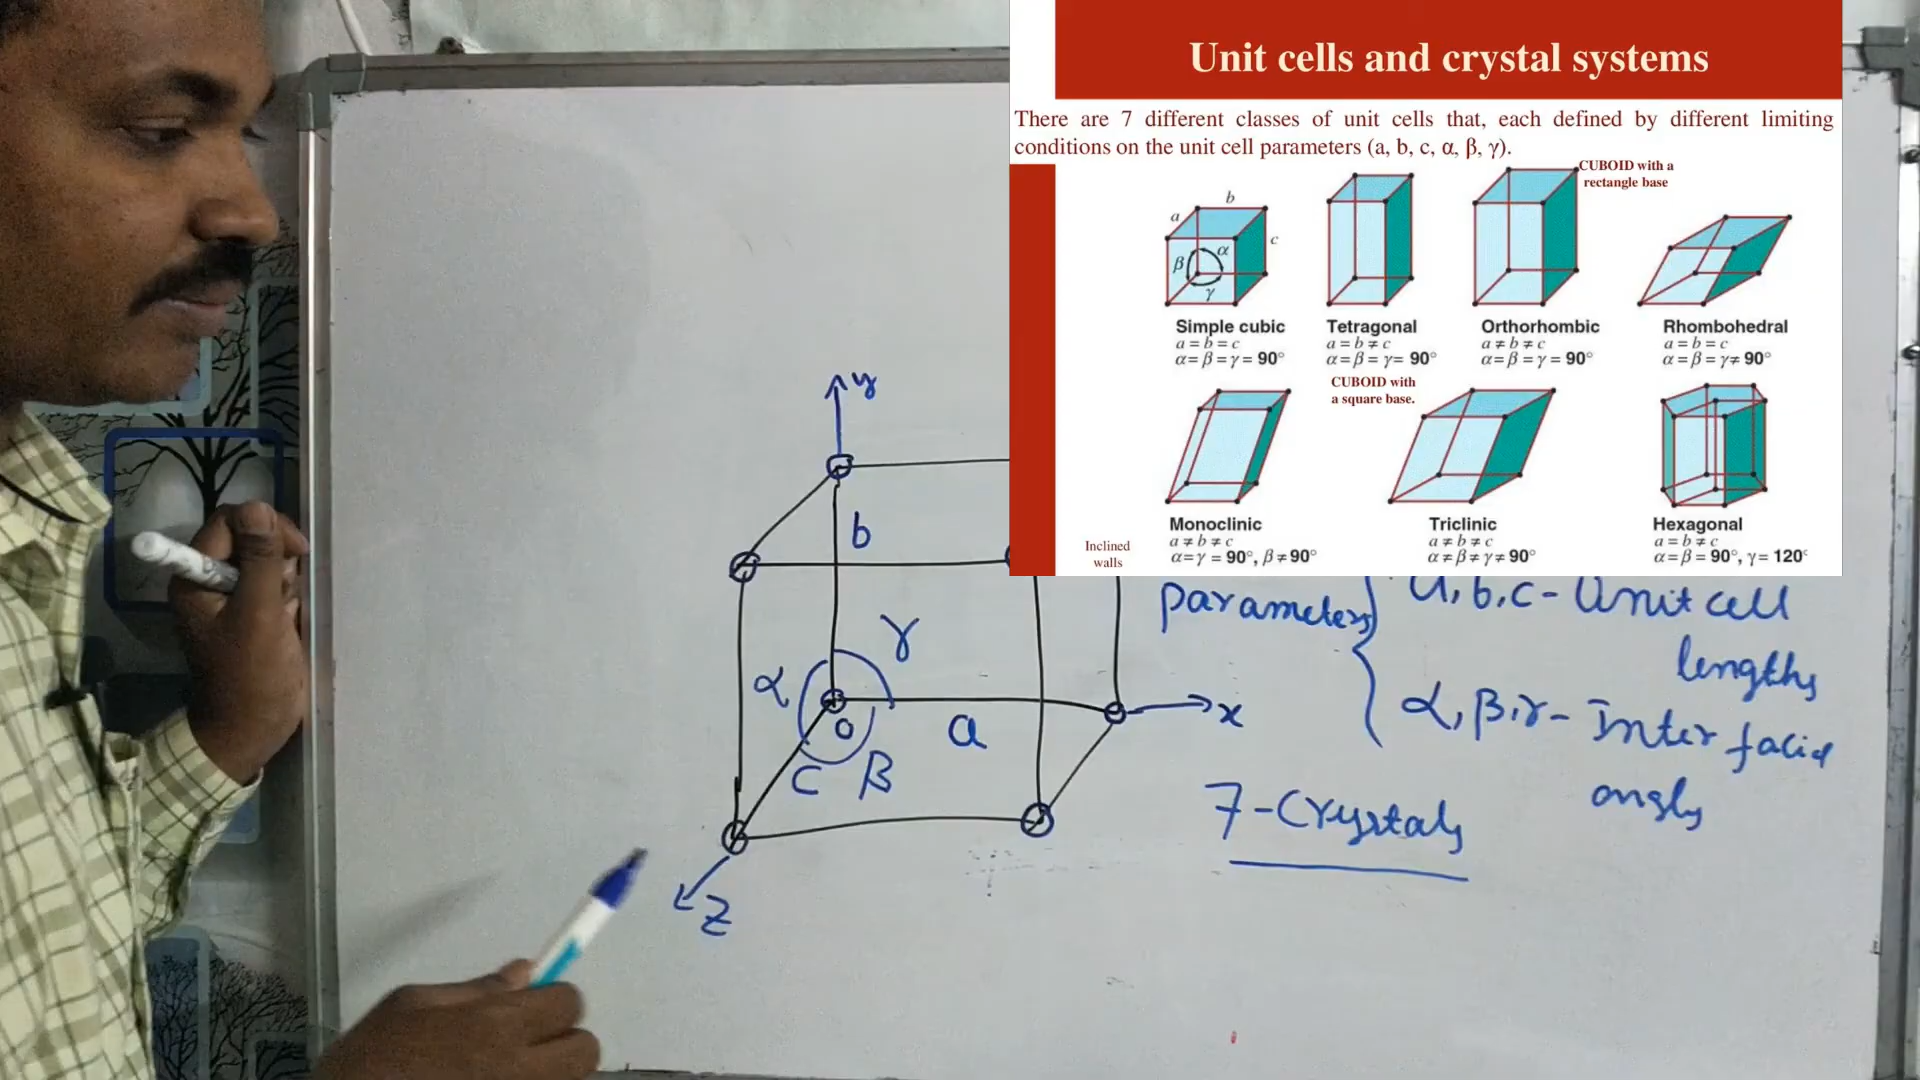 Unit cells and crystal systems
There are 7 different classes of unit cells that, each defined by different limiting
conditions on the unit cell parameters (a, b, c, α, β, γ).
CUBOID with a
rectangle base
a
b
c
β
α
γ
Simple cubic
a = b = c
α = β = γ = 90°
Tetragonal
a = b ≠ c
α = β = γ = 90°
Orthorhombic
a ≠ b ≠ c
α = β = γ = 90°
Rhombohedral
a = b = c
α = β = γ ≠ 90°
CUBOID with
a square base.
Inclined
walls
Monoclinic
a ≠ b ≠ c
α = γ = 90°, β ≠ 90°
Triclinic
a ≠ b ≠ c
α ≠ β ≠ γ ≠ 90°
Hexagonal
a = b ≠ c
α = β = 90°, γ = 120°
y
b
γ
α
o
a
x
c
β
z
parameters
a, b, c - Unit cell
lengths
α, β, γ - Inter facial
angls
7-Crystals